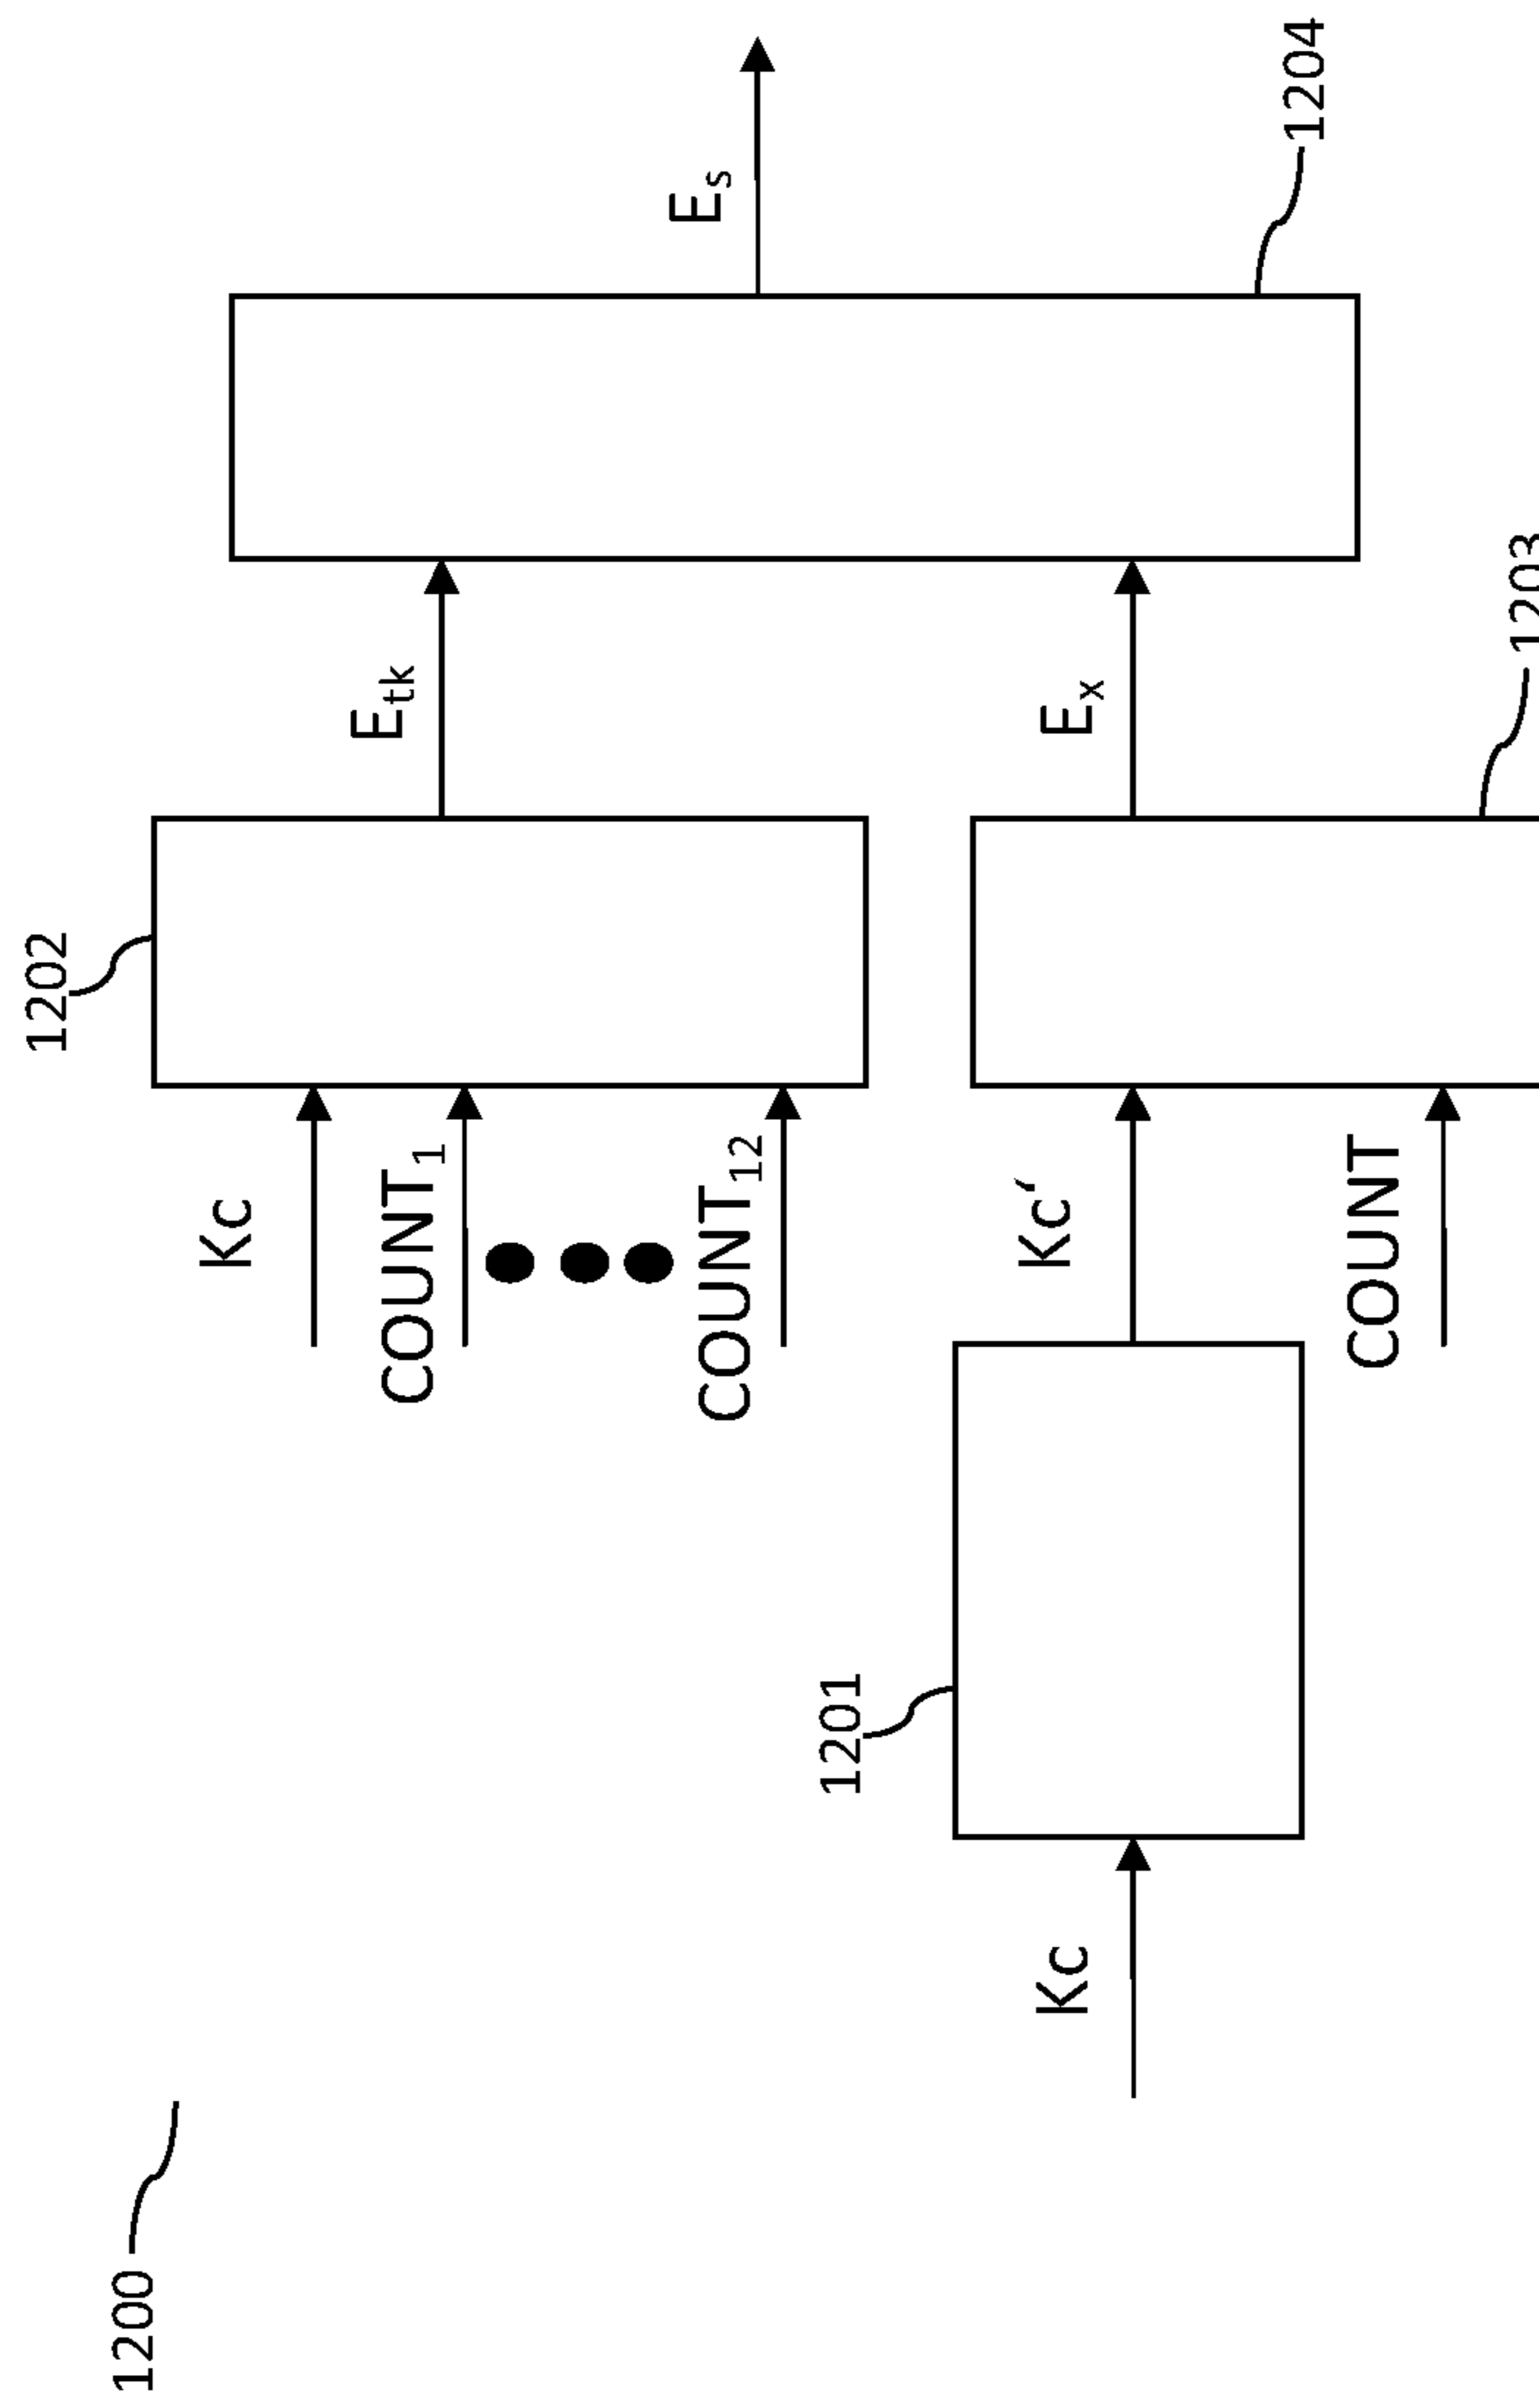 1200
1202
Kc
COUNT₁
COUNT₁₂
Eₜₖ
Eₛ
1201
Kc
Kc′
COUNT
Eₓ
1203
1204